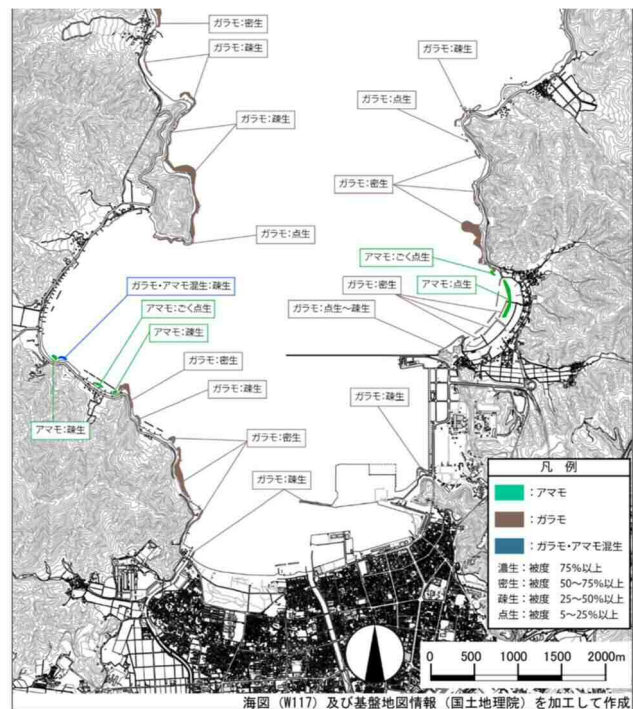 ガラモ：密生
ガラモ：疎生
ガラモ：疎生
ガラモ：点生
ガラモ：疎生
ガラモ：点生
ガラモ：密生
アマモ：ごく点生
ガラモ：密生
アマモ：点生
ガラモ：点生～疎生
ガラモ・アマモ混生：疎生
アマモ：ごく点生
アマモ：疎生
ガラモ：密生
ガラモ：疎生
アマモ：疎生
ガラモ：密生
ガラモ：疎生
ガラモ：疎生
凡 例
：アマモ
：ガラモ
：ガラモ・アマモ混生
濃生：被度 75%以上
密生：被度 50～75%以上
疎生：被度 25～50%以上
点生：被度 5～25%以上
0 500 1000 1500 2000m
海図（W117）及び基盤地図情報（国土地理院）を加工して作成